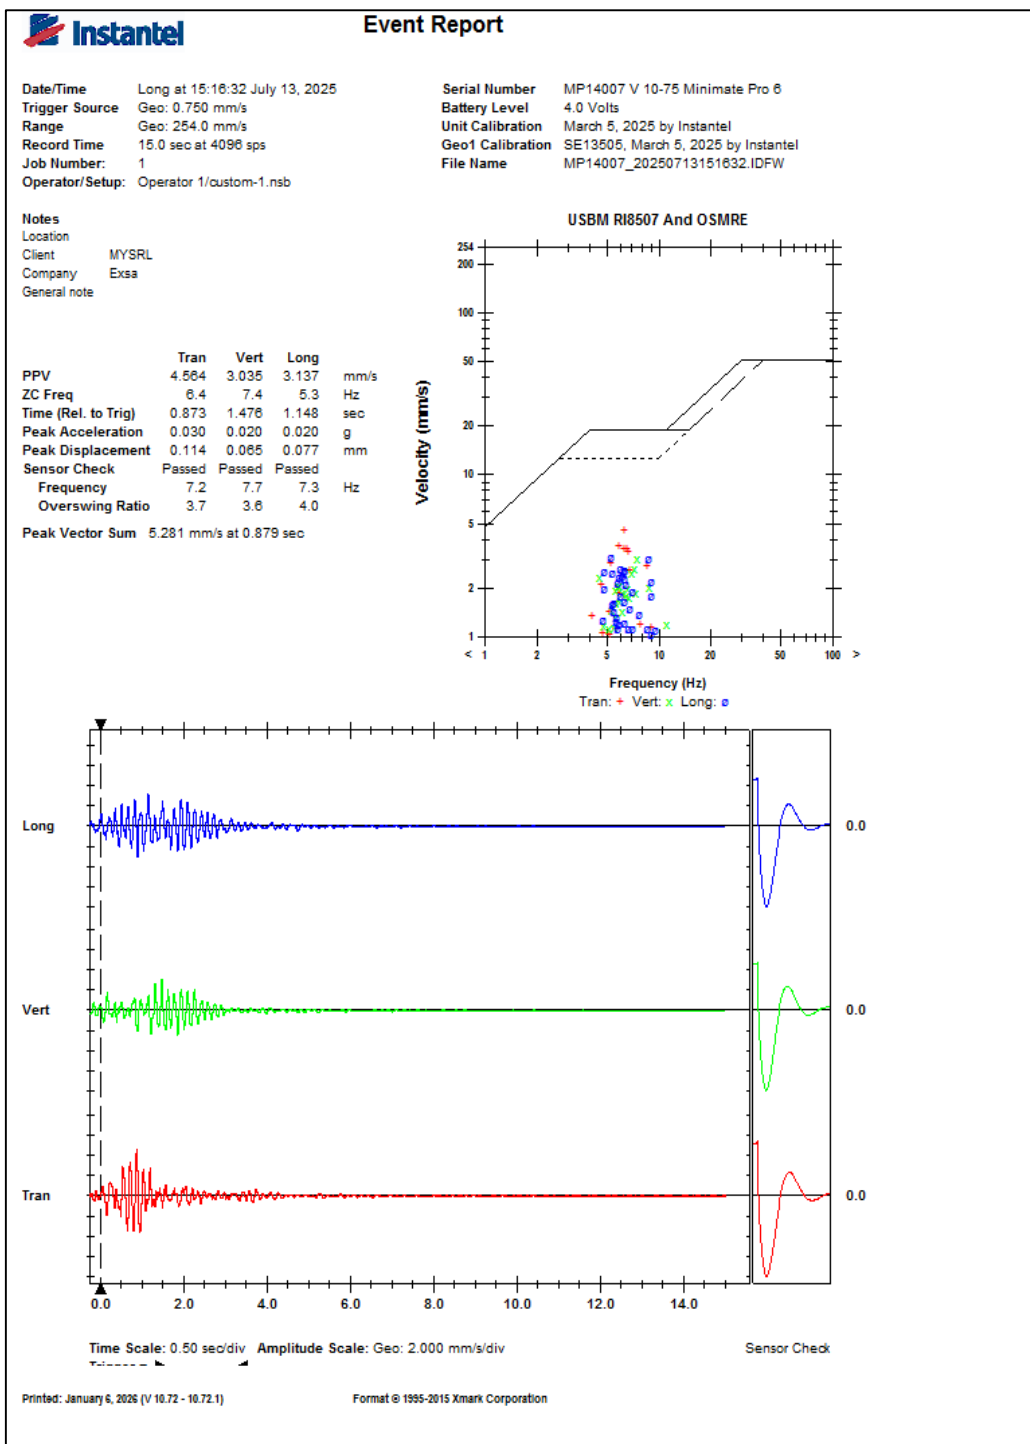 Instantel
Event Report
Date/Time Long at 15:16:32 July 13, 2025
Trigger Source Geo: 0.750 mm/s
Range Geo: 254.0 mm/s
Record Time 15.0 sec at 4096 sps
Job Number: 1
Operator/Setup: Operator 1/custom-1.nsb
Serial Number MP14007 V 10-75 Minimate Pro 6
Battery Level 4.0 Volts
Unit Calibration March 5, 2025 by Instantel
Geo1 Calibration SE13505, March 5, 2025 by Instantel
File Name MP14007_20250713151632.IDFW
Notes
Location
Client MYSRL
Company Exsa
General note
Tran Vert Long
PPV 4.564 3.035 3.137 mm/s
ZC Freq 6.4 7.4 5.3 Hz
Time (Rel. to Trig) 0.873 1.476 1.148 sec
Peak Acceleration 0.030 0.020 0.020 g
Peak Displacement 0.114 0.065 0.077 mm
Sensor Check Passed Passed Passed
Frequency 7.2 7.7 7.3 Hz
Overswing Ratio 3.7 3.6 4.0
Peak Vector Sum 5.281 mm/s at 0.879 sec
USBM RI8507 And OSMRE
254
200
100
50
20
10
5
2
1
Velocity (mm/s)
< 1 2 5 10 20 50 100 >
Frequency (Hz)
Tran: + Vert: x Long: ø
Long 0.0
Vert 0.0
Tran 0.0
0.0 2.0 4.0 6.0 8.0 10.0 12.0 14.0
Time Scale: 0.50 sec/div Amplitude Scale: Geo: 2.000 mm/s/div Sensor Check
Printed: January 6, 2026 (V 10.72 - 10.72.1) Format © 1995-2015 Xmark Corporation